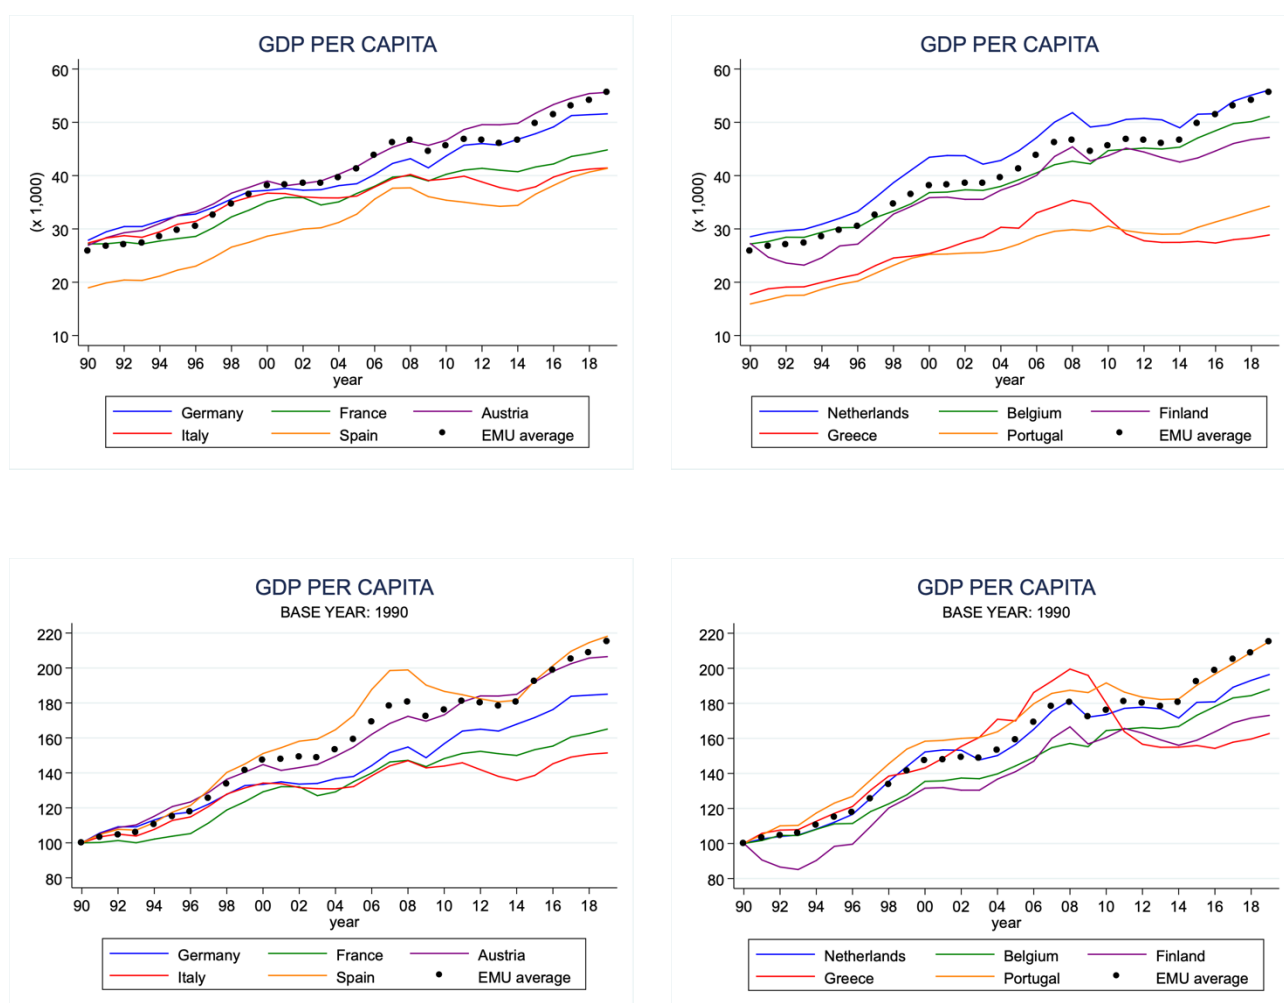 GDP PER CAPITA
(x 1,000)
60
50
40
30
20
10
90 92 94 96 98 00 02 04 06 08 10 12 14 16 18
year
Germany France Austria
Italy Spain EMU average
GDP PER CAPITA
(x 1,000)
60
50
40
30
20
10
90 92 94 96 98 00 02 04 06 08 10 12 14 16 18
year
Netherlands Belgium Finland
Greece Portugal EMU average
GDP PER CAPITA
BASE YEAR: 1990
220
200
180
160
140
120
100
80
90 92 94 96 98 00 02 04 06 08 10 12 14 16 18
year
Germany France Austria
Italy Spain EMU average
GDP PER CAPITA
BASE YEAR: 1990
220
200
180
160
140
120
100
80
90 92 94 96 98 00 02 04 06 08 10 12 14 16 18
year
Netherlands Belgium Finland
Greece Portugal EMU average